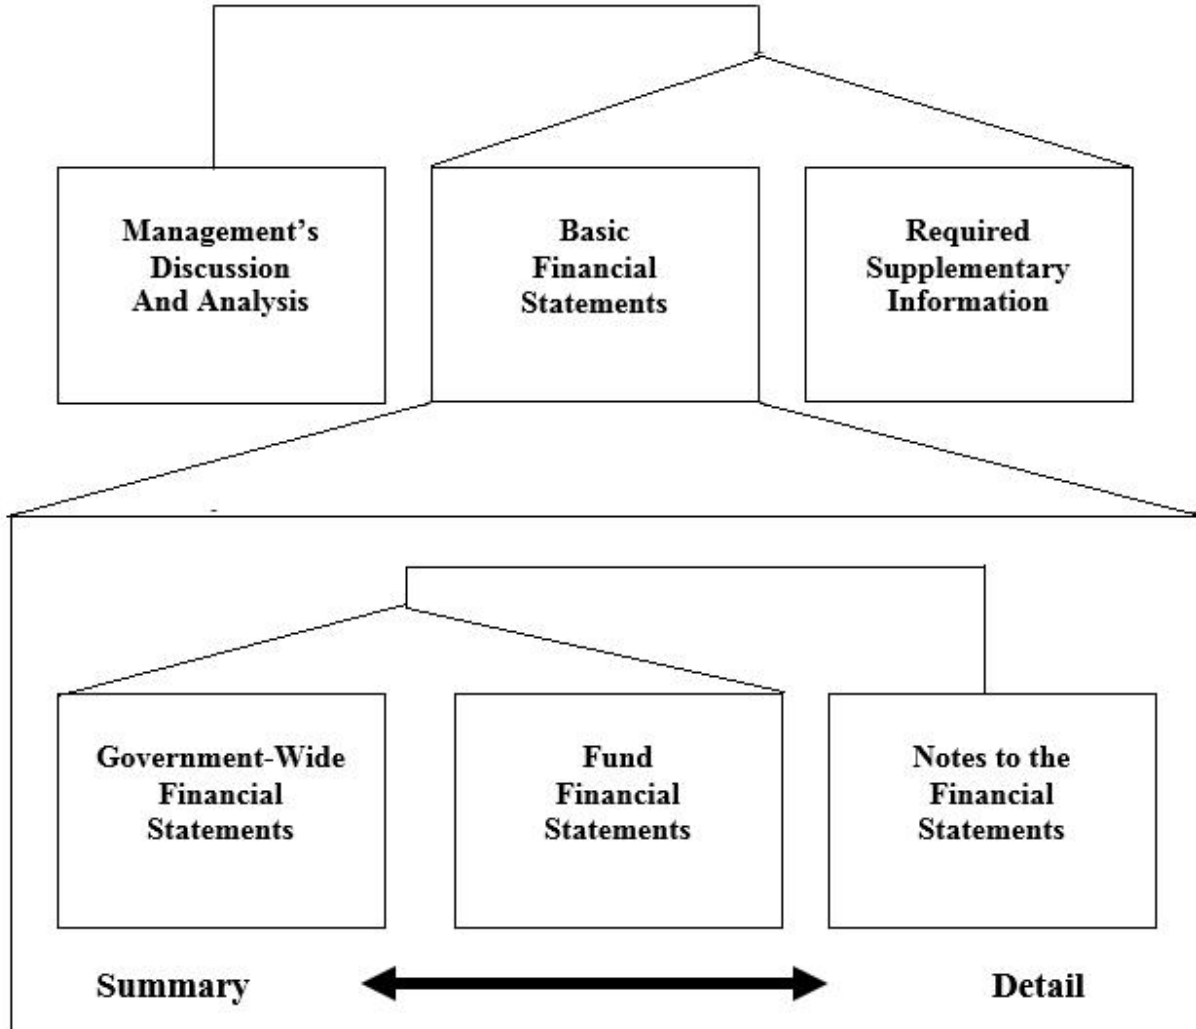 Management’s
Discussion
And Analysis
Basic
Financial
Statements
Required
Supplementary
Information
Government-Wide
Financial
Statements
Fund
Financial
Statements
Notes to the
Financial
Statements
Summary
Detail